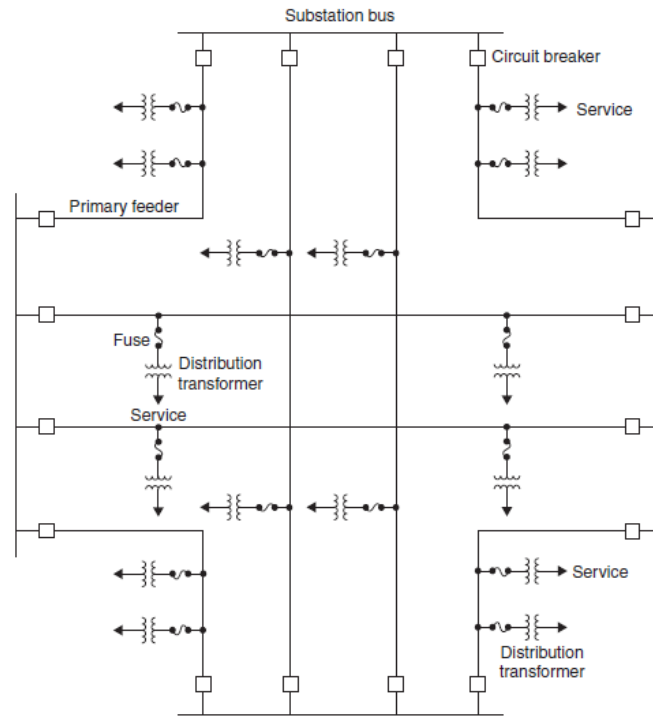 Substation bus
Circuit breaker
Service
Primary feeder
Fuse
Distribution
transformer
Service
Service
Distribution
transformer